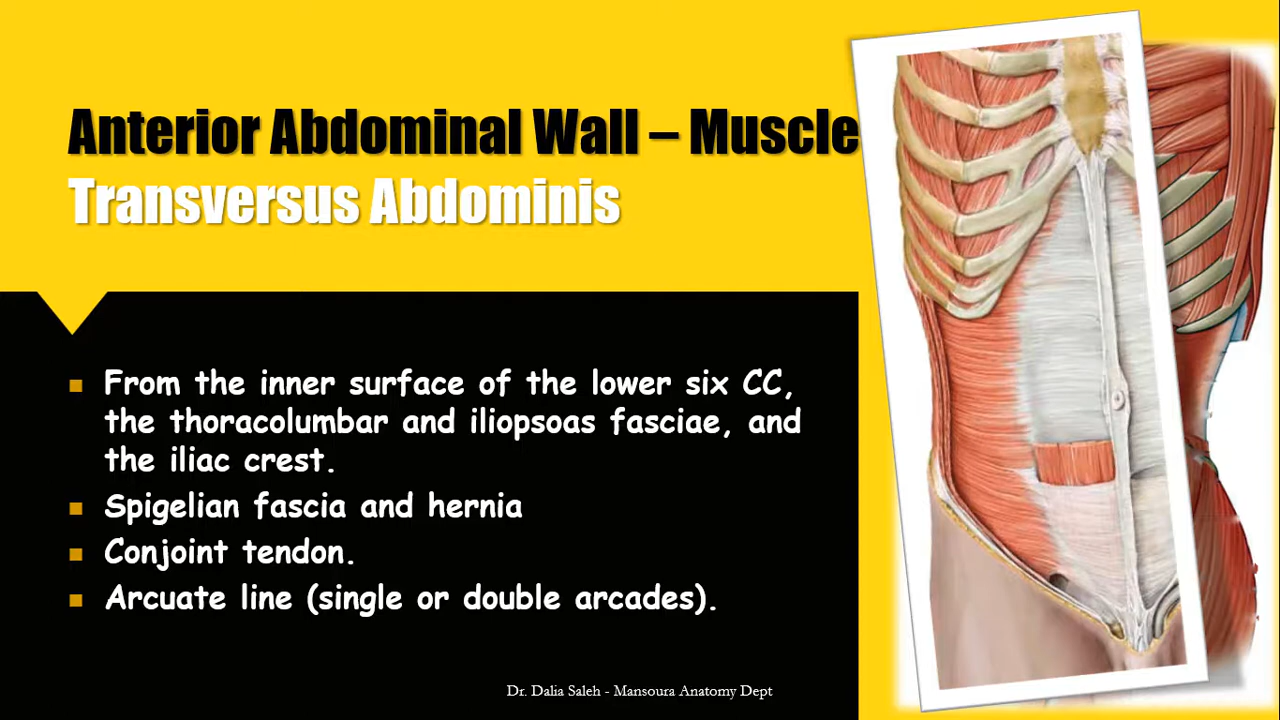 Anterior Abdominal Wall – Muscle
Transversus Abdominis
■ From the inner surface of the lower six CC,
the thoracolumbar and iliopsoas fasciae, and
the iliac crest.
■ Spigelian fascia and hernia
■ Conjoint tendon.
■ Arcuate line (single or double arcades).
Dr. Dalia Saleh - Mansoura Anatomy Dept